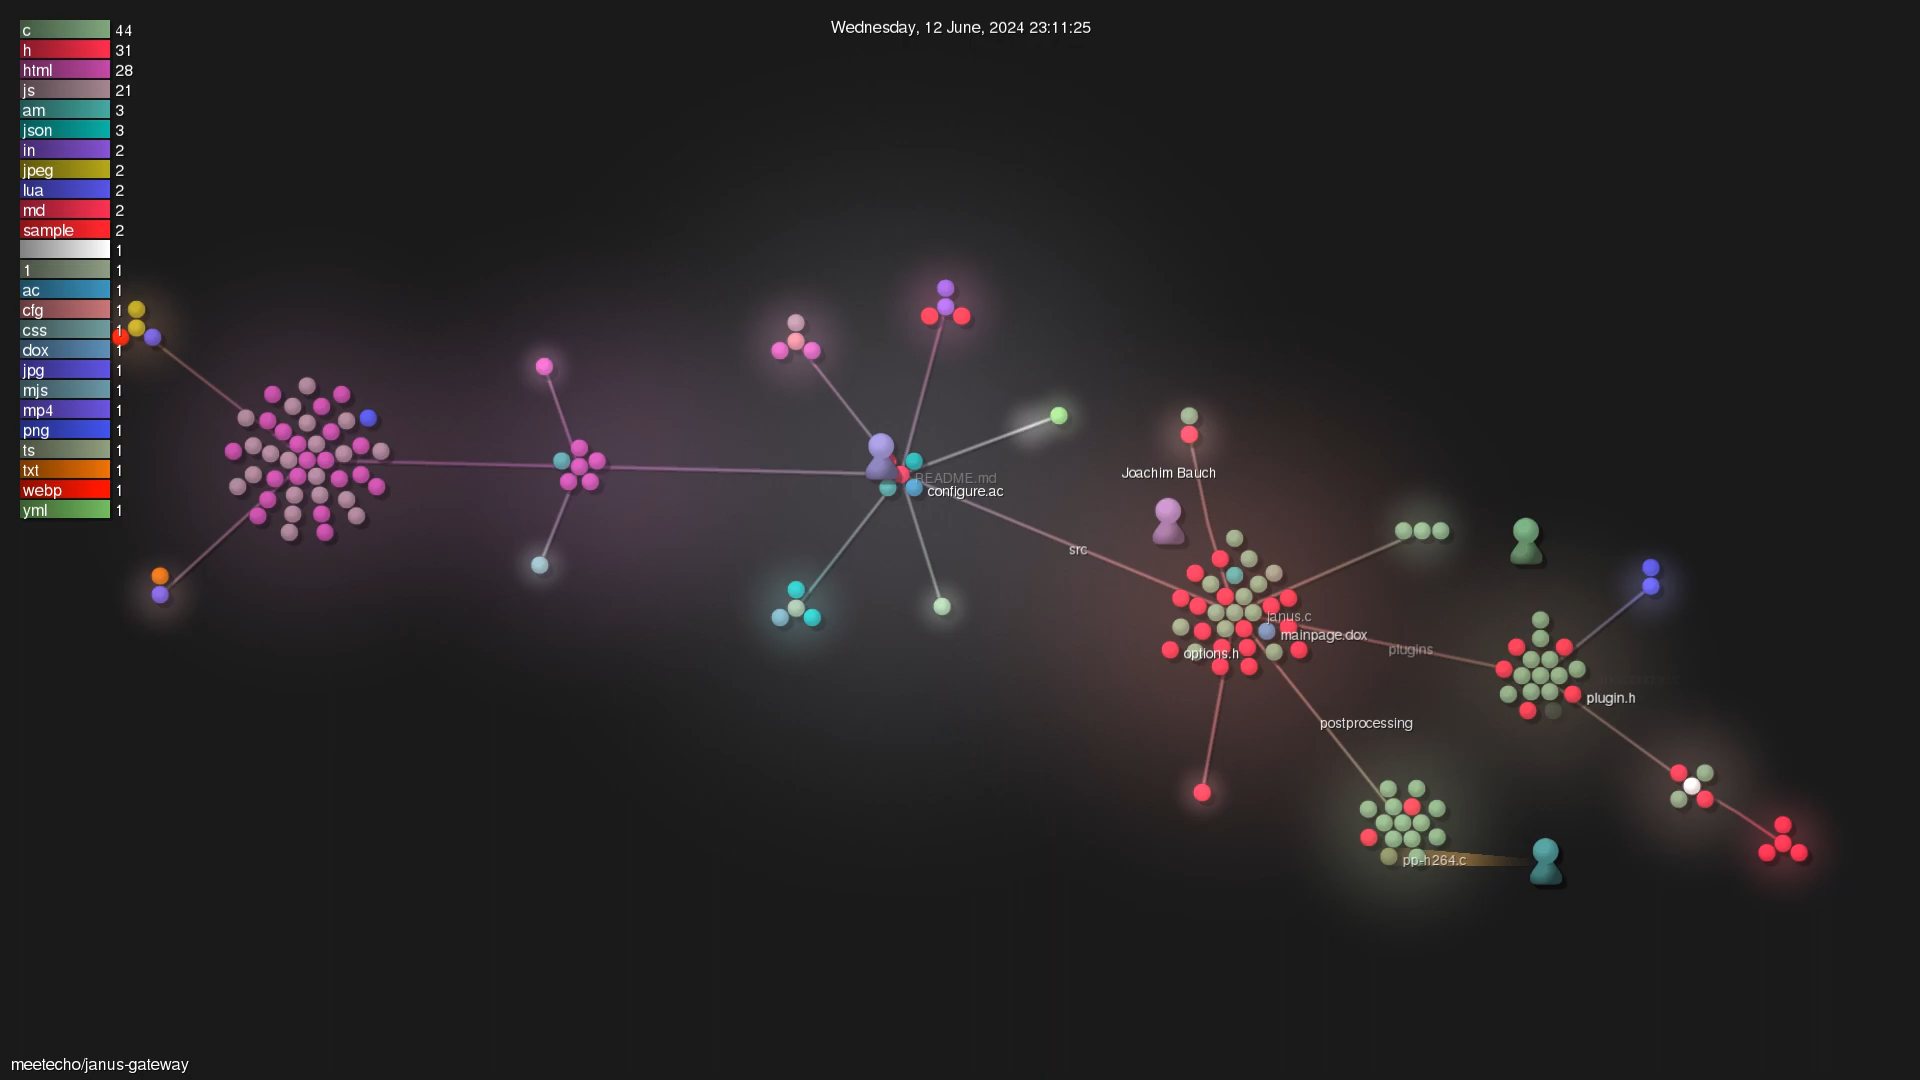 Wednesday, 12 June, 2024 23:11:25
c 44
h 31
html 28
js 21
am 3
json 3
in 2
jpeg 2
lua 2
md 2
sample 2
1
1 1
ac 1
cfg 1
css 1
dox 1
jpg 1
mjs 1
mp4 1
png 1
ts 1
txt 1
webp 1
yml 1
Joachim Bauch
README.md
configure.ac
src
janus.c
mainpage.dox
options.h
plugins
plugin.h
postprocessing
pp-h264.c
meetecho/janus-gateway